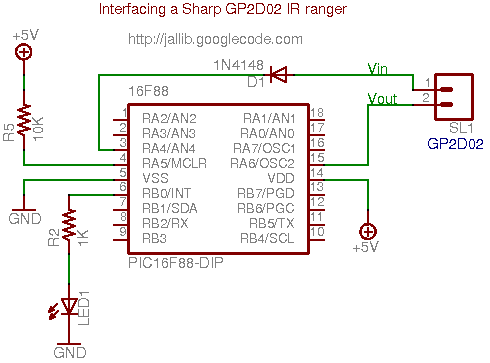 Interfacing a Sharp GP2D02 IR ranger
http://jallib.googlecode.com
+5V
1N4148
D1
Vin
Vout
1
2
SL1
GP2D02
R5
10K
16F88
1 RA2/AN2 RA1/AN1 18
2 RA3/AN3 RA0/AN0 17
3 RA4/AN4 RA7/OSC1 16
4 RA5/MCLR RA6/OSC2 15
5 VSS VDD 14
6 RB0/INT RB7/PGD 13
7 RB1/SDA RB6/PGC 12
8 RB2/RX RB5/TX 11
9 RB3 RB4/SCL 10
PIC16F88-DIP
GND
R2
1K
+5V
LED1
GND